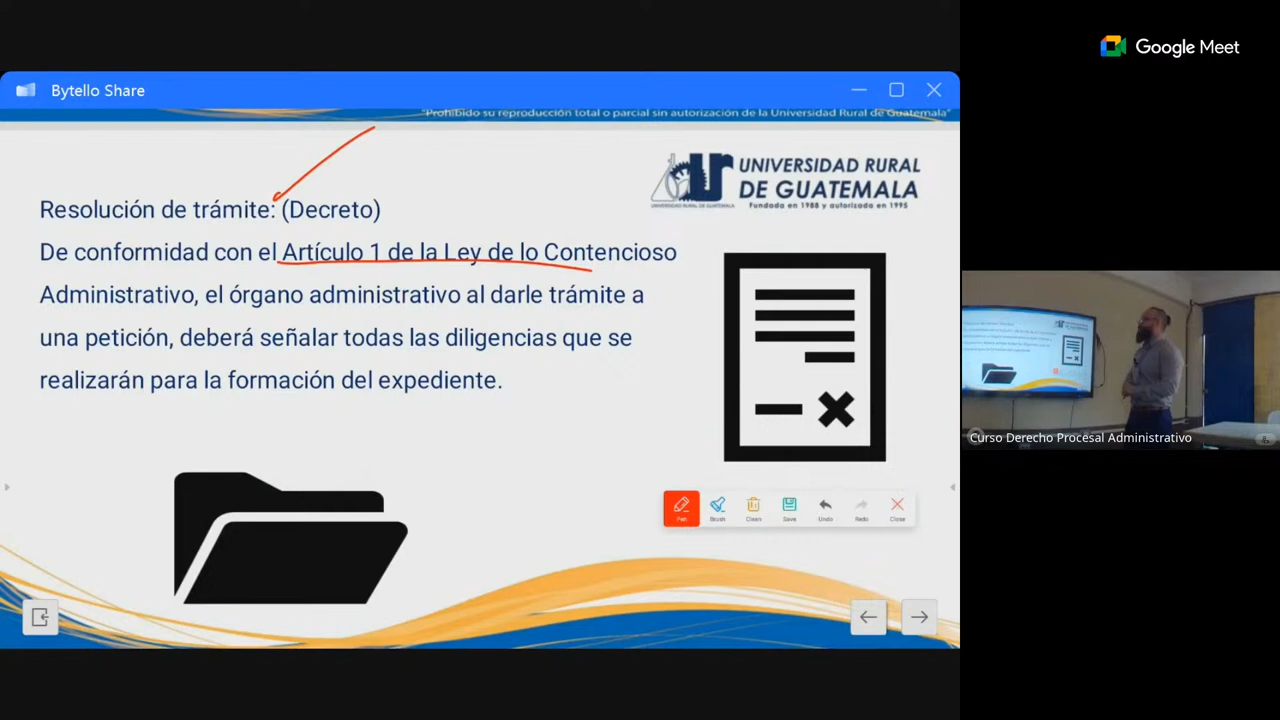 Google Meet
Bytello Share
"Prohibido su reproducción total o parcial sin autorización de la Universidad Rural de Guatemala"
UNIVERSIDAD RURAL
DE GUATEMALA
UNIVERSIDAD RURAL DE GUATEMALA
Fundada en 1988 y autorizada en 1995
Resolución de trámite: (Decreto)
De conformidad con el Artículo 1 de la Ley de lo Contencioso
Administrativo, el órgano administrativo al darle trámite a
una petición, deberá señalar todas las diligencias que se
realizarán para la formación del expediente.
Pen Brush Clean Save Undo Redo Close
Curso Derecho Procesal Administrativo